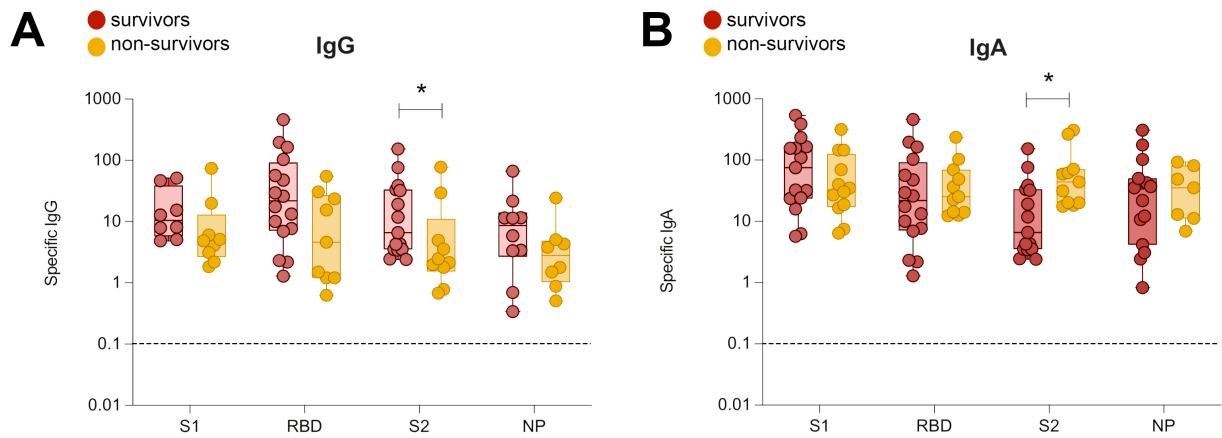 A
survivors
non-survivors
IgG
*
Specific IgG
1000
100
10
1
0.1
0.01
S1 RBD S2 NP
B
survivors
non-survivors
IgA
*
Specific IgA
1000
100
10
1
0.1
0.01
S1 RBD S2 NP